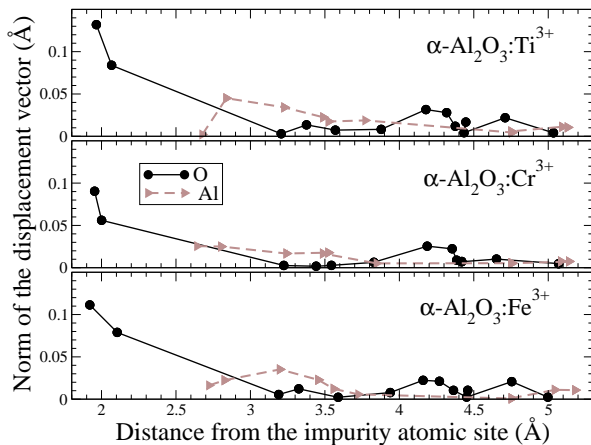 Norm of the displacement vector (Å)
0.15
0.1
0.05
0
α-Al2O3:Ti3+
0.1
0.05
0
O
Al
α-Al2O3:Cr3+
0.1
0.05
0
α-Al2O3:Fe3+
2 2.5 3 3.5 4 4.5 5
Distance from the impurity atomic site (Å)